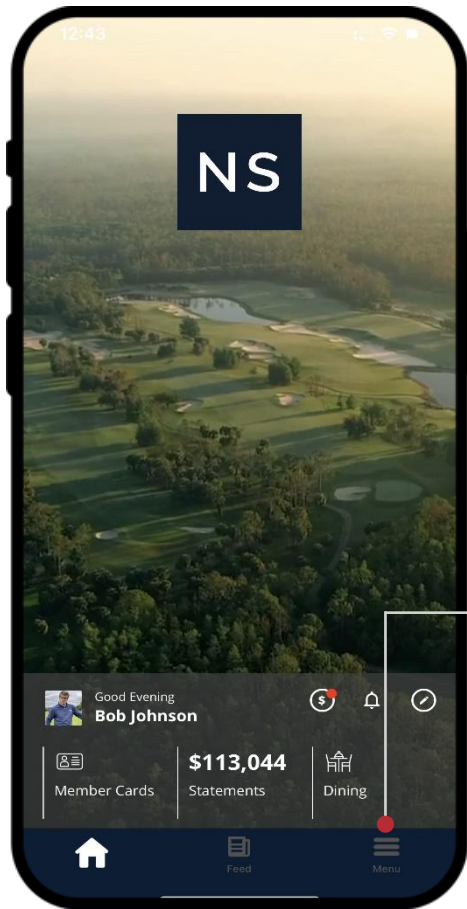 12:43
NS
Good Evening
Bob Johnson
$
$113,044
Member Cards
Statements
Dining
Feed
Menu